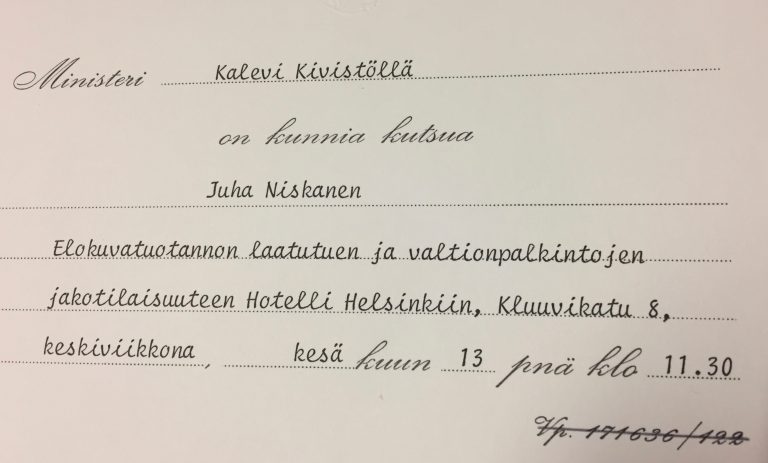 Ministeri Kalevi Kivistöllä
on kunnia kutsua
Juha Niskanen
Elokuvatuotannon laatutuen ja valtionpalkintojen
jakotilaisuuteen Hotelli Helsinkiin, Kluuvikatu 8,
keskiviikkona, kesä kuun 13 pnä klo 11.30
Vp. 171636/122